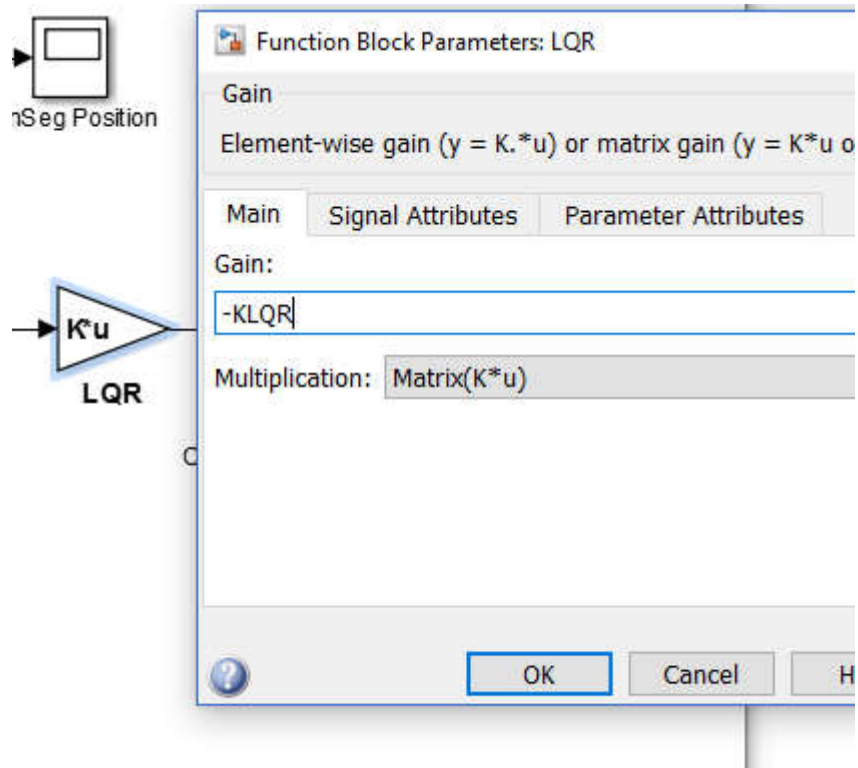 Function Block Parameters: LQR
Gain
Element-wise gain (y = K.*u) or matrix gain (y = K*u o
Main Signal Attributes Parameter Attributes
Gain:
-KLQR
Multiplication: Matrix(K*u)
OK Cancel H
nSeg Position
K*u
LQR
C